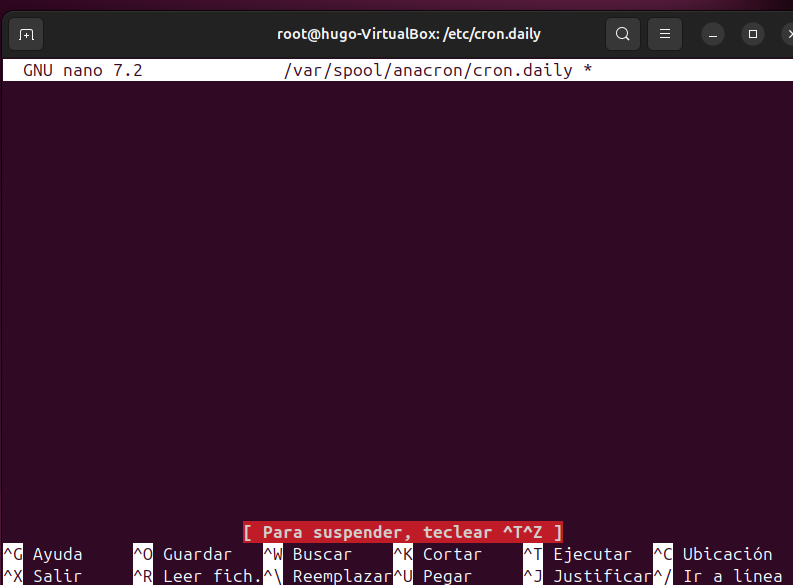 root@hugo-VirtualBox: /etc/cron.daily
GNU nano 7.2 /var/spool/anacron/cron.daily *
[ Para suspender, teclear ^T^Z ]
^G Ayuda ^O Guardar ^W Buscar ^K Cortar ^T Ejecutar ^C Ubicación
^X Salir ^R Leer fich. ^\ Reemplazar ^U Pegar ^J Justificar ^/ Ir a línea